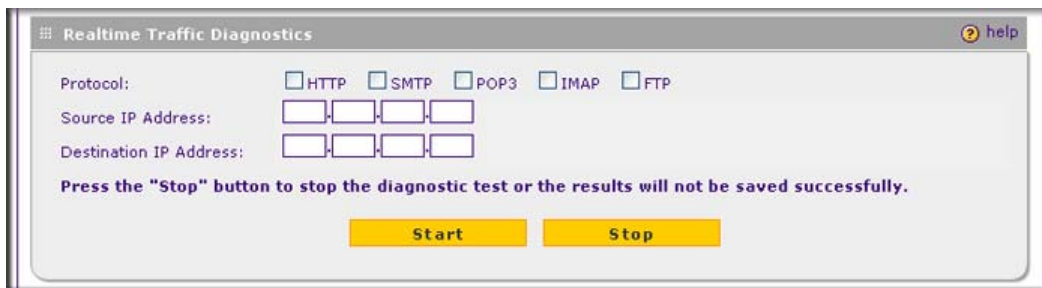 Realtime Traffic Diagnostics
? help
Protocol: HTTP SMTP POP3 IMAP FTP
Source IP Address: . . .
Destination IP Address: . . .
Press the "Stop" button to stop the diagnostic test or the results will not be saved successfully.
Start Stop